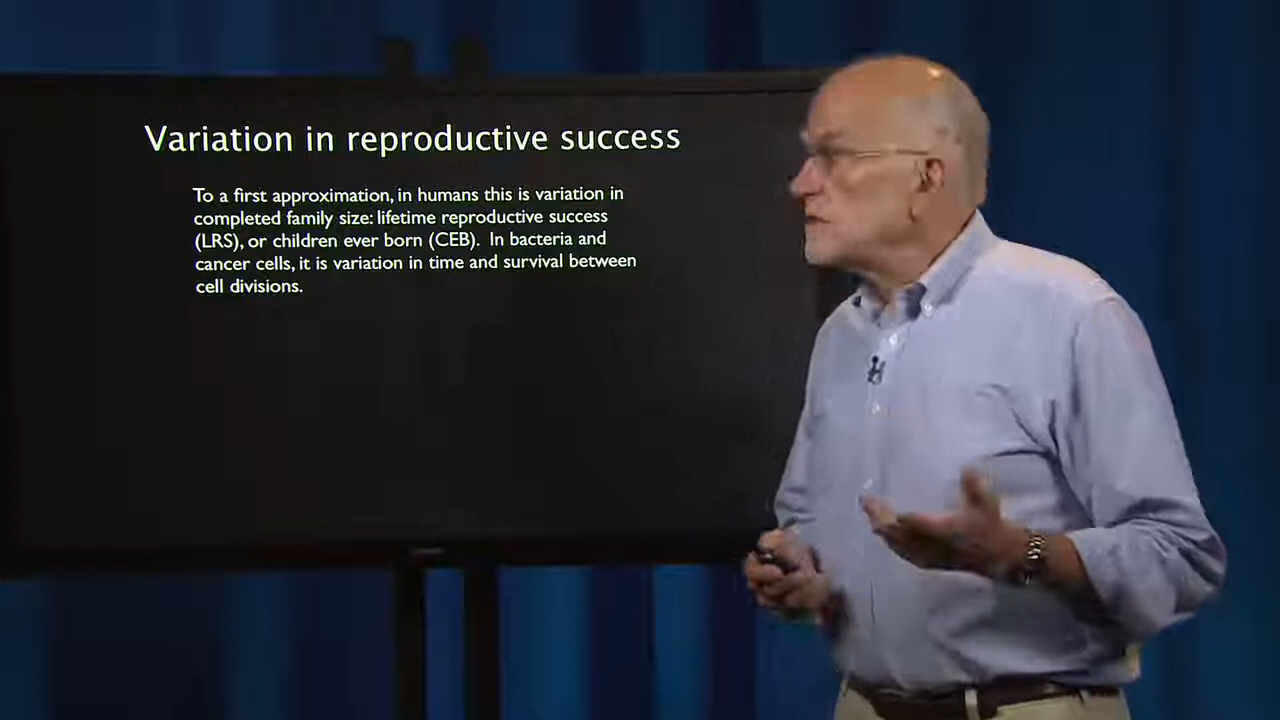 Variation in reproductive success
To a first approximation, in humans this is variation in
completed family size: lifetime reproductive success
(LRS), or children ever born (CEB). In bacteria and
cancer cells, it is variation in time and survival between
cell divisions.